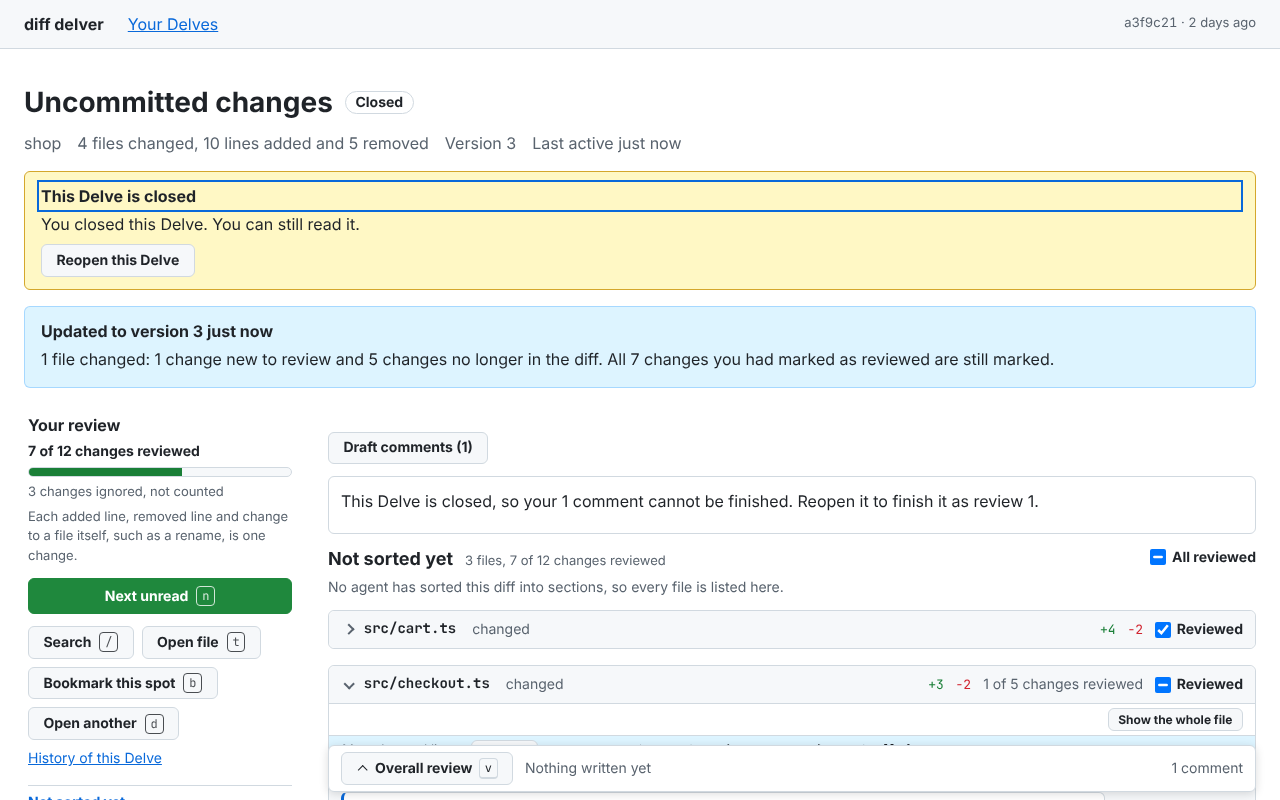 diff delver Your Delves a3f9c21 · 2 days ago
Uncommitted changes Closed
shop 4 files changed, 10 lines added and 5 removed Version 3 Last active just now
This Delve is closed
You closed this Delve. You can still read it.
Reopen this Delve
Updated to version 3 just now
1 file changed: 1 change new to review and 5 changes no longer in the diff. All 7 changes you had marked as reviewed are still marked.
Your review
7 of 12 changes reviewed
3 changes ignored, not counted
Each added line, removed line and change
to a file itself, such as a rename, is one
change.
Next unread n
Search / Open file t
Bookmark this spot b
Open another d
History of this Delve
Draft comments (1)
This Delve is closed, so your 1 comment cannot be finished. Reopen it to finish it as review 1.
Not sorted yet 3 files, 7 of 12 changes reviewed All reviewed
No agent has sorted this diff into sections, so every file is listed here.
src/cart.ts changed +4 -2 Reviewed
src/checkout.ts changed +3 -2 1 of 5 changes reviewed Reviewed
Show the whole file
Overall review v Nothing written yet 1 comment